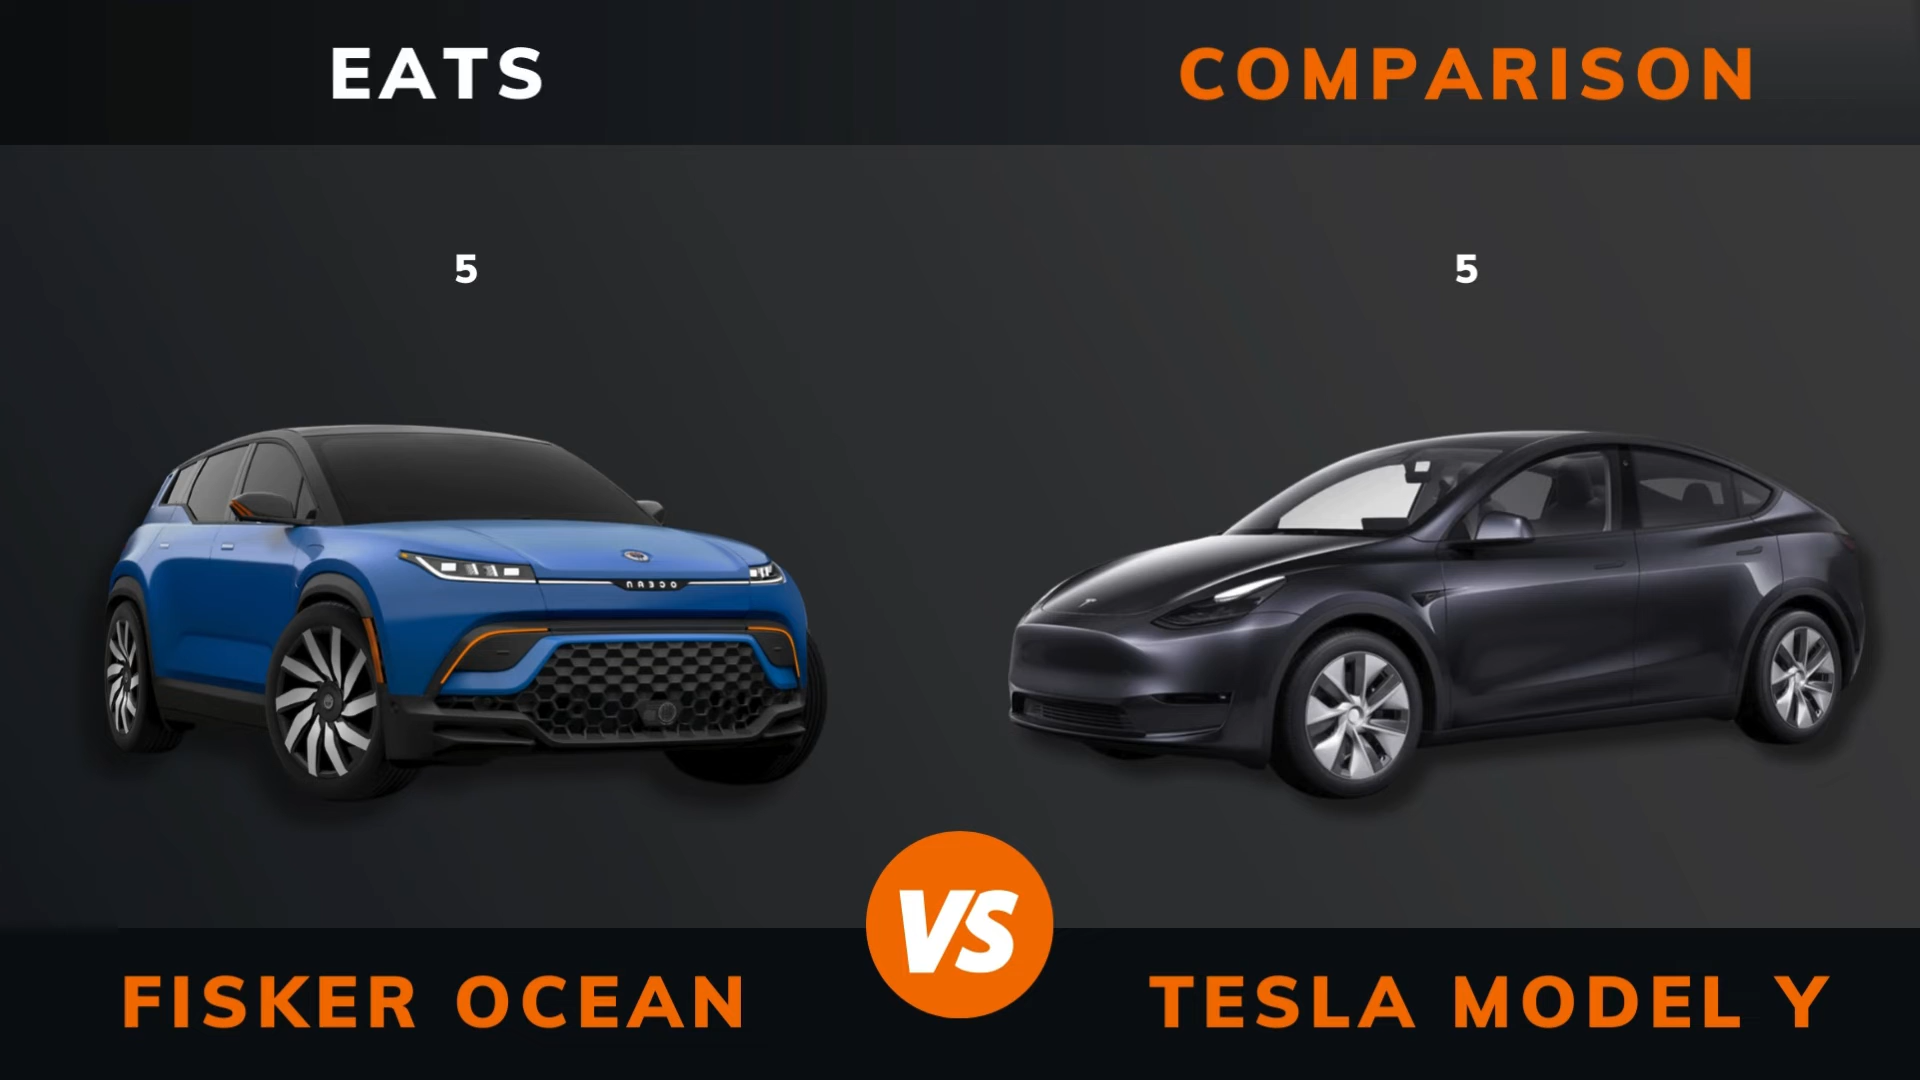 EATS COMPARISON
5 5
VS
FISKER OCEAN TESLA MODEL Y